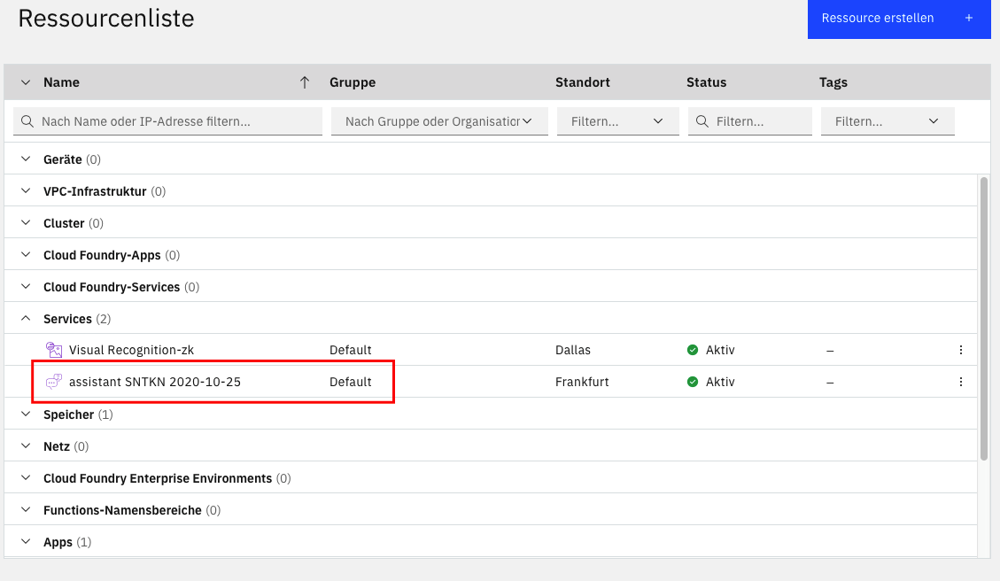 Ressourcenliste
Ressource erstellen +
Name Gruppe Standort Status Tags
Nach Name oder IP-Adresse filtern... Nach Gruppe oder Organisation Filtern... Filtern... Filtern...
Geräte (0)
VPC-Infrastruktur (0)
Cluster (0)
Cloud Foundry-Apps (0)
Cloud Foundry-Services (0)
Services (2)
Visual Recognition-zk Default Dallas Aktiv –
assistant SNTKN 2020-10-25 Default Frankfurt Aktiv –
Speicher (1)
Netz (0)
Cloud Foundry Enterprise Environments (0)
Functions-Namensbereiche (0)
Apps (1)